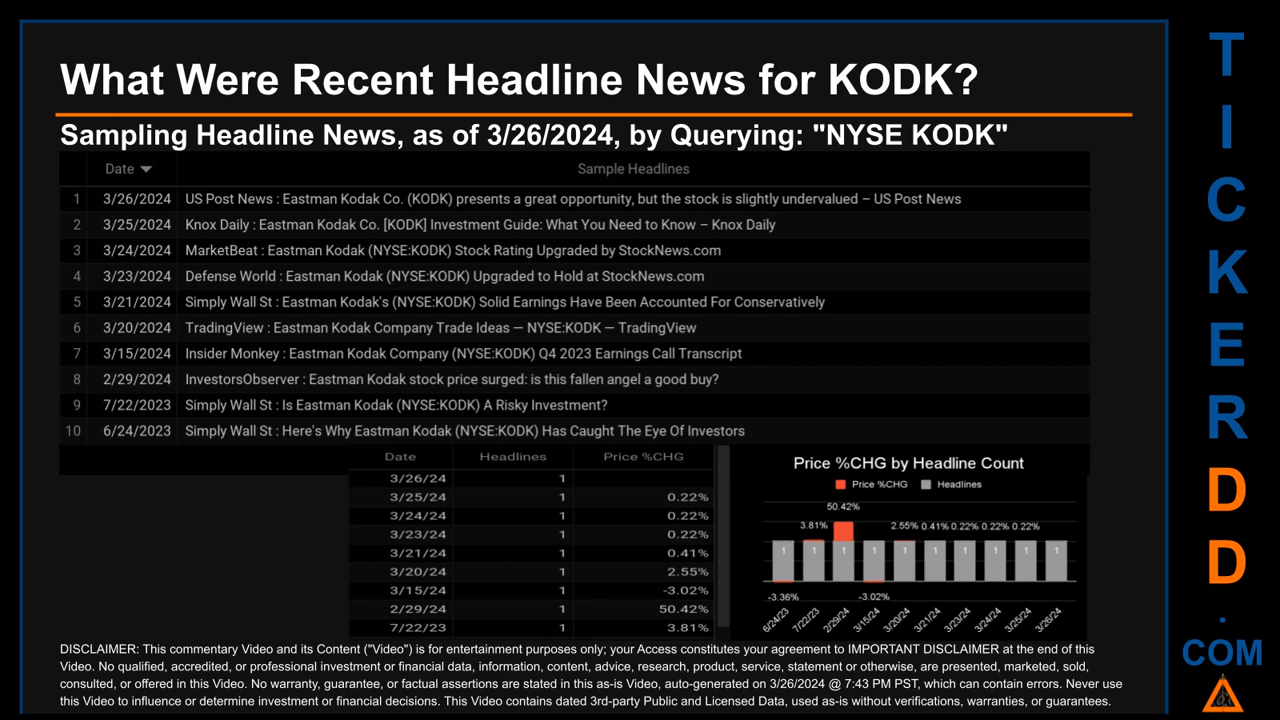 What Were Recent Headline News for KODK?
Sampling Headline News, as of 3/26/2024, by Querying: "NYSE KODK"
Date Sample Headlines
1 3/26/2024 US Post News : Eastman Kodak Co. (KODK) presents a great opportunity, but the stock is slightly undervalued – US Post News
2 3/25/2024 Knox Daily : Eastman Kodak Co. [KODK] Investment Guide: What You Need to Know – Knox Daily
3 3/24/2024 MarketBeat : Eastman Kodak (NYSE:KODK) Stock Rating Upgraded by StockNews.com
4 3/23/2024 Defense World : Eastman Kodak (NYSE:KODK) Upgraded to Hold at StockNews.com
5 3/21/2024 Simply Wall St : Eastman Kodak's (NYSE:KODK) Solid Earnings Have Been Accounted For Conservatively
6 3/20/2024 TradingView : Eastman Kodak Company Trade Ideas — NYSE:KODK — TradingView
7 3/15/2024 Insider Monkey : Eastman Kodak Company (NYSE:KODK) Q4 2023 Earnings Call Transcript
8 2/29/2024 InvestorsObserver : Eastman Kodak stock price surged: is this fallen angel a good buy?
9 7/22/2023 Simply Wall St : Is Eastman Kodak (NYSE:KODK) A Risky Investment?
10 6/24/2023 Simply Wall St : Here's Why Eastman Kodak (NYSE:KODK) Has Caught The Eye Of Investors
Date Headlines Price %CHG
3/26/24 1
3/25/24 1 0.22%
3/24/24 1 0.22%
3/23/24 1 0.22%
3/21/24 1 0.41%
3/20/24 1 2.55%
3/15/24 1 -3.02%
2/29/24 1 50.42%
7/22/23 1 3.81%
Price %CHG by Headline Count
Price %CHG Headlines
50.42%
3.81% 2.55% 0.41% 0.22% 0.22% 0.22%
1 1 1 1 1 1 1 1 1 1
-3.36% -3.02%
6/24/23 7/22/23 2/29/24 3/15/24 3/20/24 3/21/24 3/23/24 3/24/24 3/25/24 3/26/24
DISCLAIMER: This commentary Video and its Content ("Video") is for entertainment purposes only; your Access constitutes your agreement to IMPORTANT DISCLAIMER at the end of this
Video. No qualified, accredited, or professional investment or financial data, information, content, advice, research, product, service, statement or otherwise, are presented, marketed, sold,
consulted, or offered in this Video. No warranty, guarantee, or factual assertions are stated in this as-is Video, auto-generated on 3/26/2024 @ 7:43 PM PST, which can contain errors. Never use
this Video to influence or determine investment or financial decisions. This Video contains dated 3rd-party Public and Licensed Data, used as-is without verifications, warranties, or guarantees.
T
I
C
K
E
R
D
D
.
COM